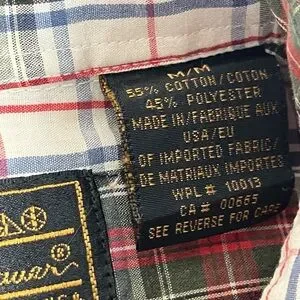 M/M
55% COTTON/COTON
45% POLYESTER
MADE IN/FABRIQUE AUX
USA/EU
OF IMPORTED FABRIC/
DE MATRIAUX IMPORTES
WPL # 10013
CA # 00665
SEE REVERSE FOR CARE
®